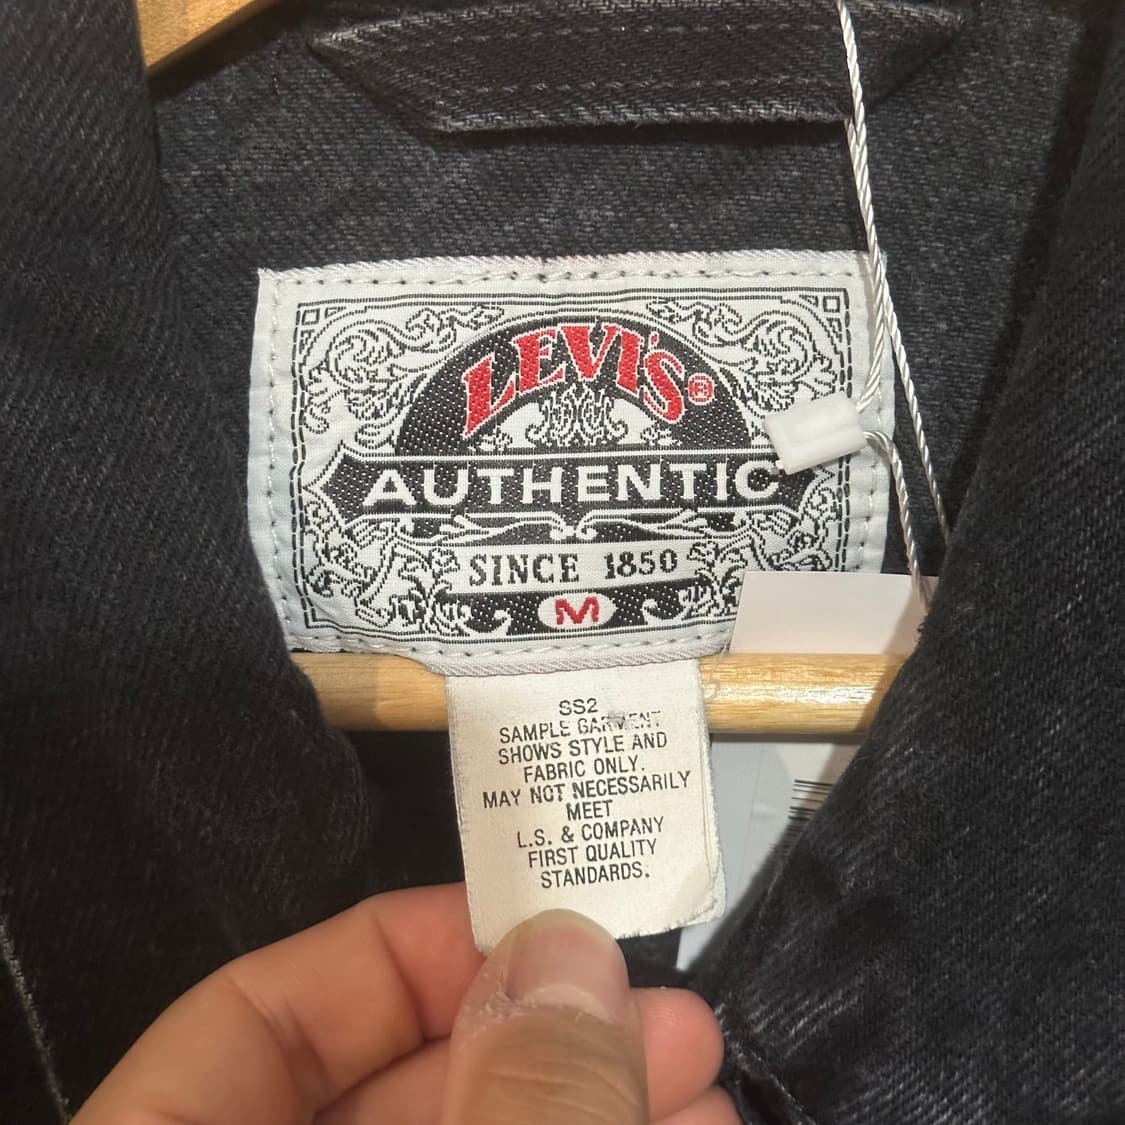 LEVI'S®
AUTHENTIC
SINCE 1850
M
SS2
SAMPLE GARMENT
SHOWS STYLE AND
FABRIC ONLY.
MAY NOT NECESSARILY
MEET
L.S. & COMPANY
FIRST QUALITY
STANDARDS.